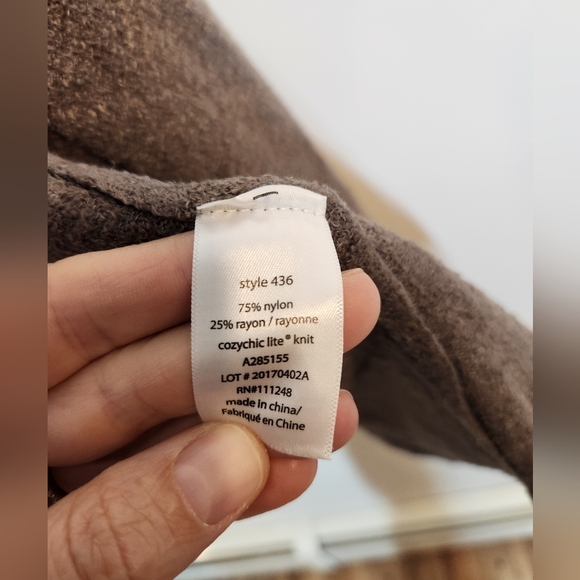 style 436
75% nylon
25% rayon / rayonne
cozychic lite® knit
A285155
LOT # 20170402A
RN#111248
made in china/
Fabriqué en Chine